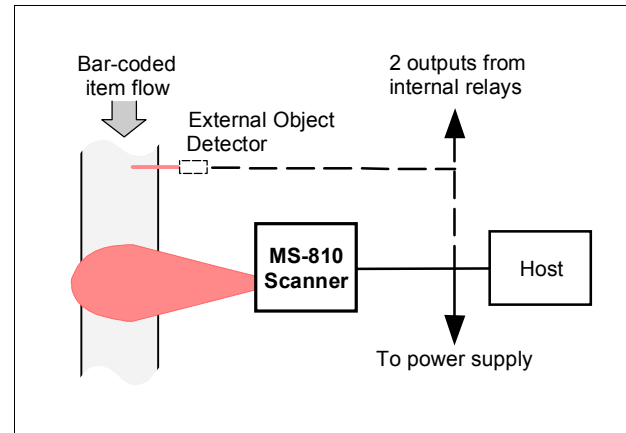 Bar-coded
item flow
2 outputs from
internal relays
External Object
Detector
MS-810
Scanner
Host
To power supply